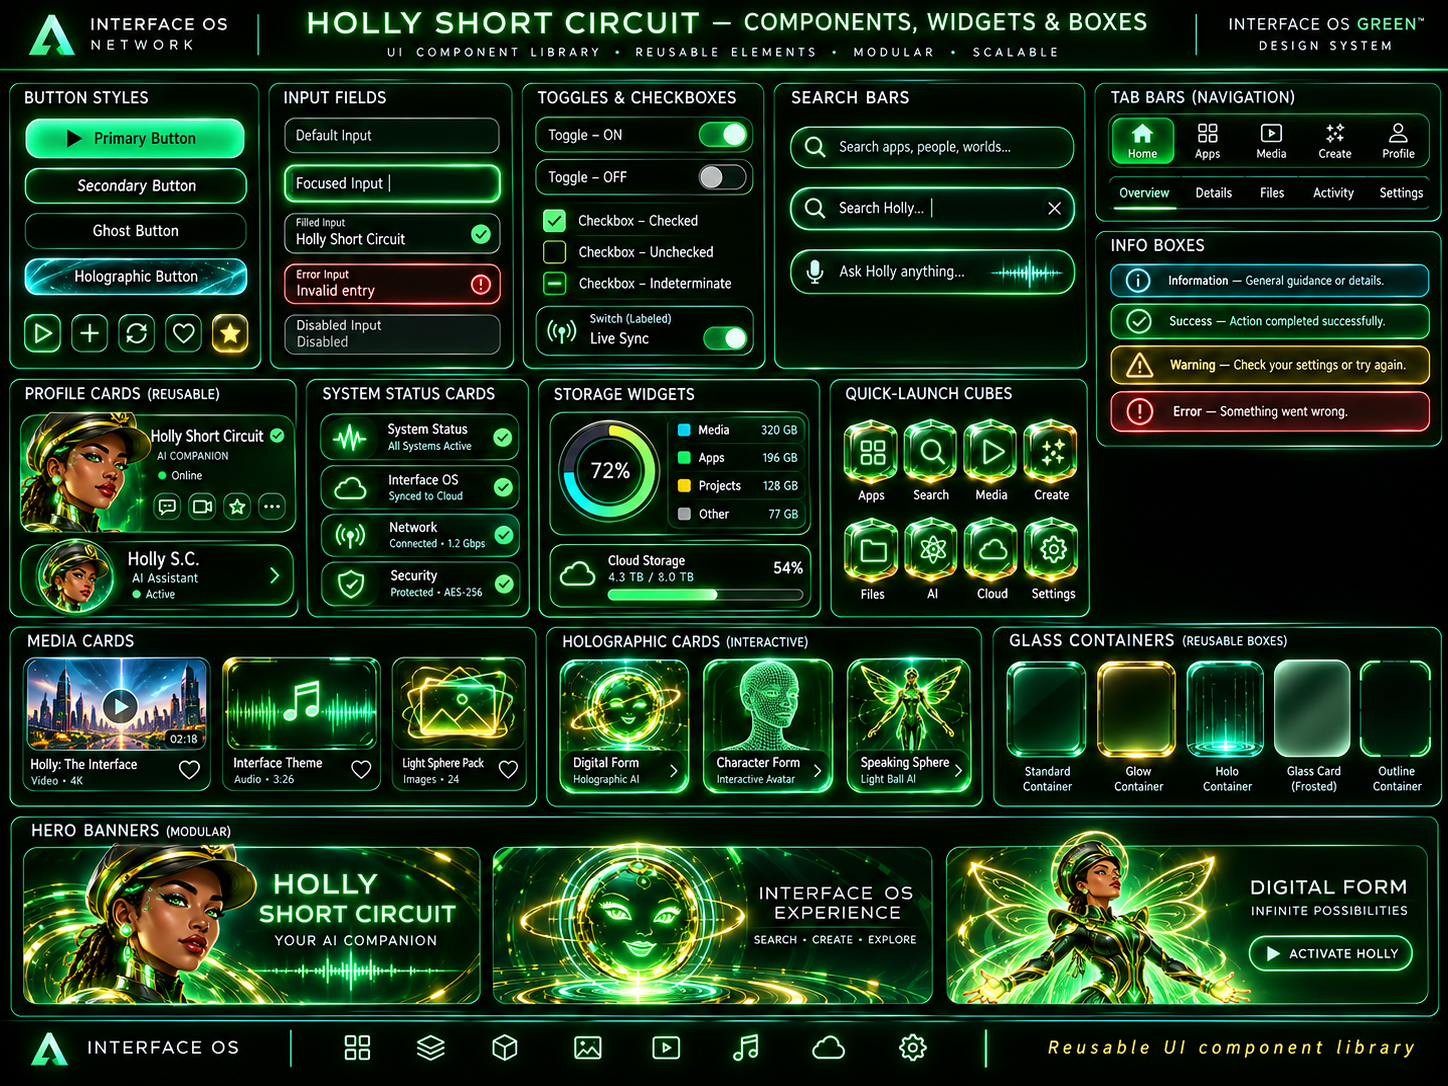 INTERFACE OS
NETWORK
HOLLY SHORT CIRCUIT — COMPONENTS, WIDGETS & BOXES
UI COMPONENT LIBRARY • REUSABLE ELEMENTS • MODULAR • SCALABLE
INTERFACE OS GREEN™
DESIGN SYSTEM
BUTTON STYLES
Primary Button
Secondary Button
Ghost Button
Holographic Button
INPUT FIELDS
Default Input
Focused Input |
Filled Input
Holly Short Circuit
Error Input
Invalid entry
Disabled Input
Disabled
TOGGLES & CHECKBOXES
Toggle – ON
Toggle – OFF
Checkbox – Checked
Checkbox – Unchecked
Checkbox – Indeterminate
Switch (Labeled)
Live Sync
SEARCH BARS
Search apps, people, worlds...
Search Holly... |
Ask Holly anything...
TAB BARS (NAVIGATION)
Home Apps Media Create Profile
Overview Details Files Activity Settings
INFO BOXES
Information — General guidance or details.
Success — Action completed successfully.
Warning — Check your settings or try again.
Error — Something went wrong.
PROFILE CARDS (REUSABLE)
Holly Short Circuit
AI COMPANION
Online
Holly S.C.
AI Assistant
Active
SYSTEM STATUS CARDS
System Status
All Systems Active
Interface OS
Synced to Cloud
Network
Connected • 1.2 Gbps
Security
Protected • AES-256
STORAGE WIDGETS
72%
Media 320 GB
Apps 196 GB
Projects 128 GB
Other 77 GB
Cloud Storage
4.3 TB / 8.0 TB
54%
QUICK-LAUNCH CUBES
Apps Search Media Create
Files AI Cloud Settings
MEDIA CARDS
02:18
Holly: The Interface
Video • 4K
Interface Theme
Audio • 3:26
Light Sphere Pack
Images • 24
HOLOGRAPHIC CARDS (INTERACTIVE)
Digital Form
Holographic AI
Character Form
Interactive Avatar
Speaking Sphere
Light Ball AI
GLASS CONTAINERS (REUSABLE BOXES)
Standard
Container
Glow
Container
Holo
Container
Glass Card
(Frosted)
Outline
Container
HERO BANNERS (MODULAR)
HOLLY
SHORT CIRCUIT
YOUR AI COMPANION
INTERFACE OS
EXPERIENCE
SEARCH • CREATE • EXPLORE
DIGITAL FORM
INFINITE POSSIBILITIES
ACTIVATE HOLLY
INTERFACE OS
Reusable UI component library